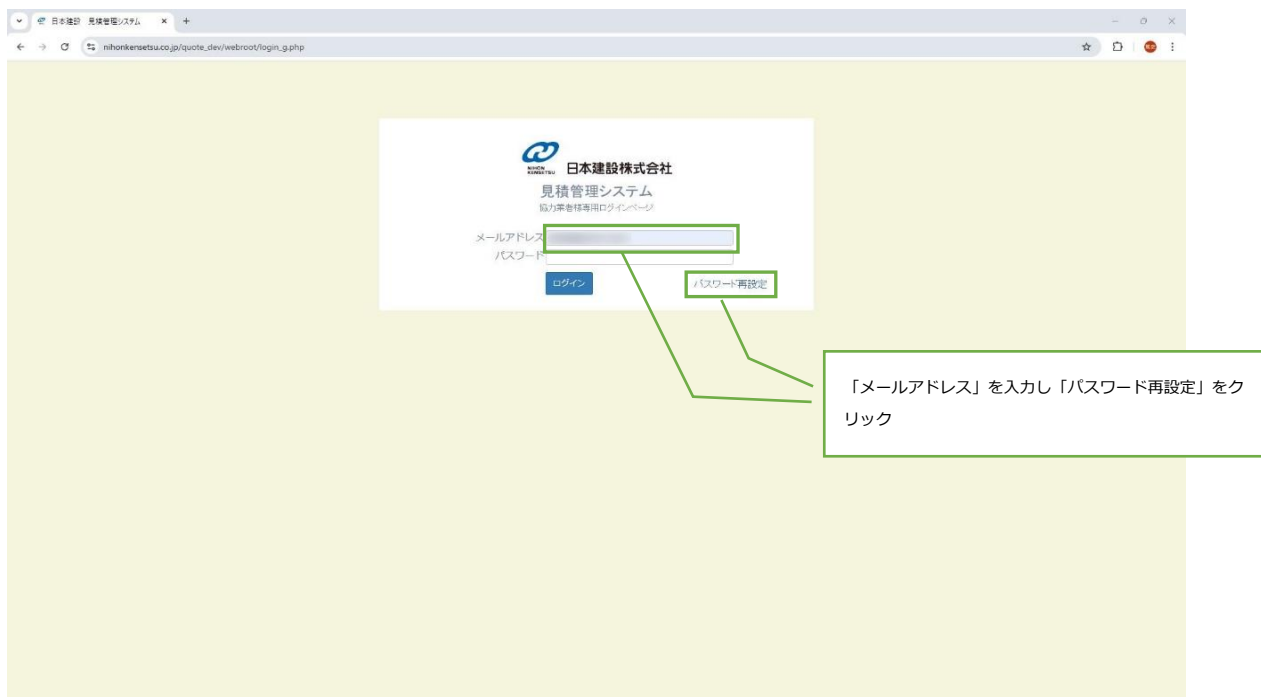 日本建設 見積管理システム
nihonkensetsu.co.jp/quote_dev/webroot/login_g.php
NIHON
KENSETSU
日本建設株式会社
見積管理システム
協力業者様専用ログインページ
メールアドレス
パスワード
ログイン
パスワード再設定
「メールアドレス」を入力し「パスワード再設定」をク
リック